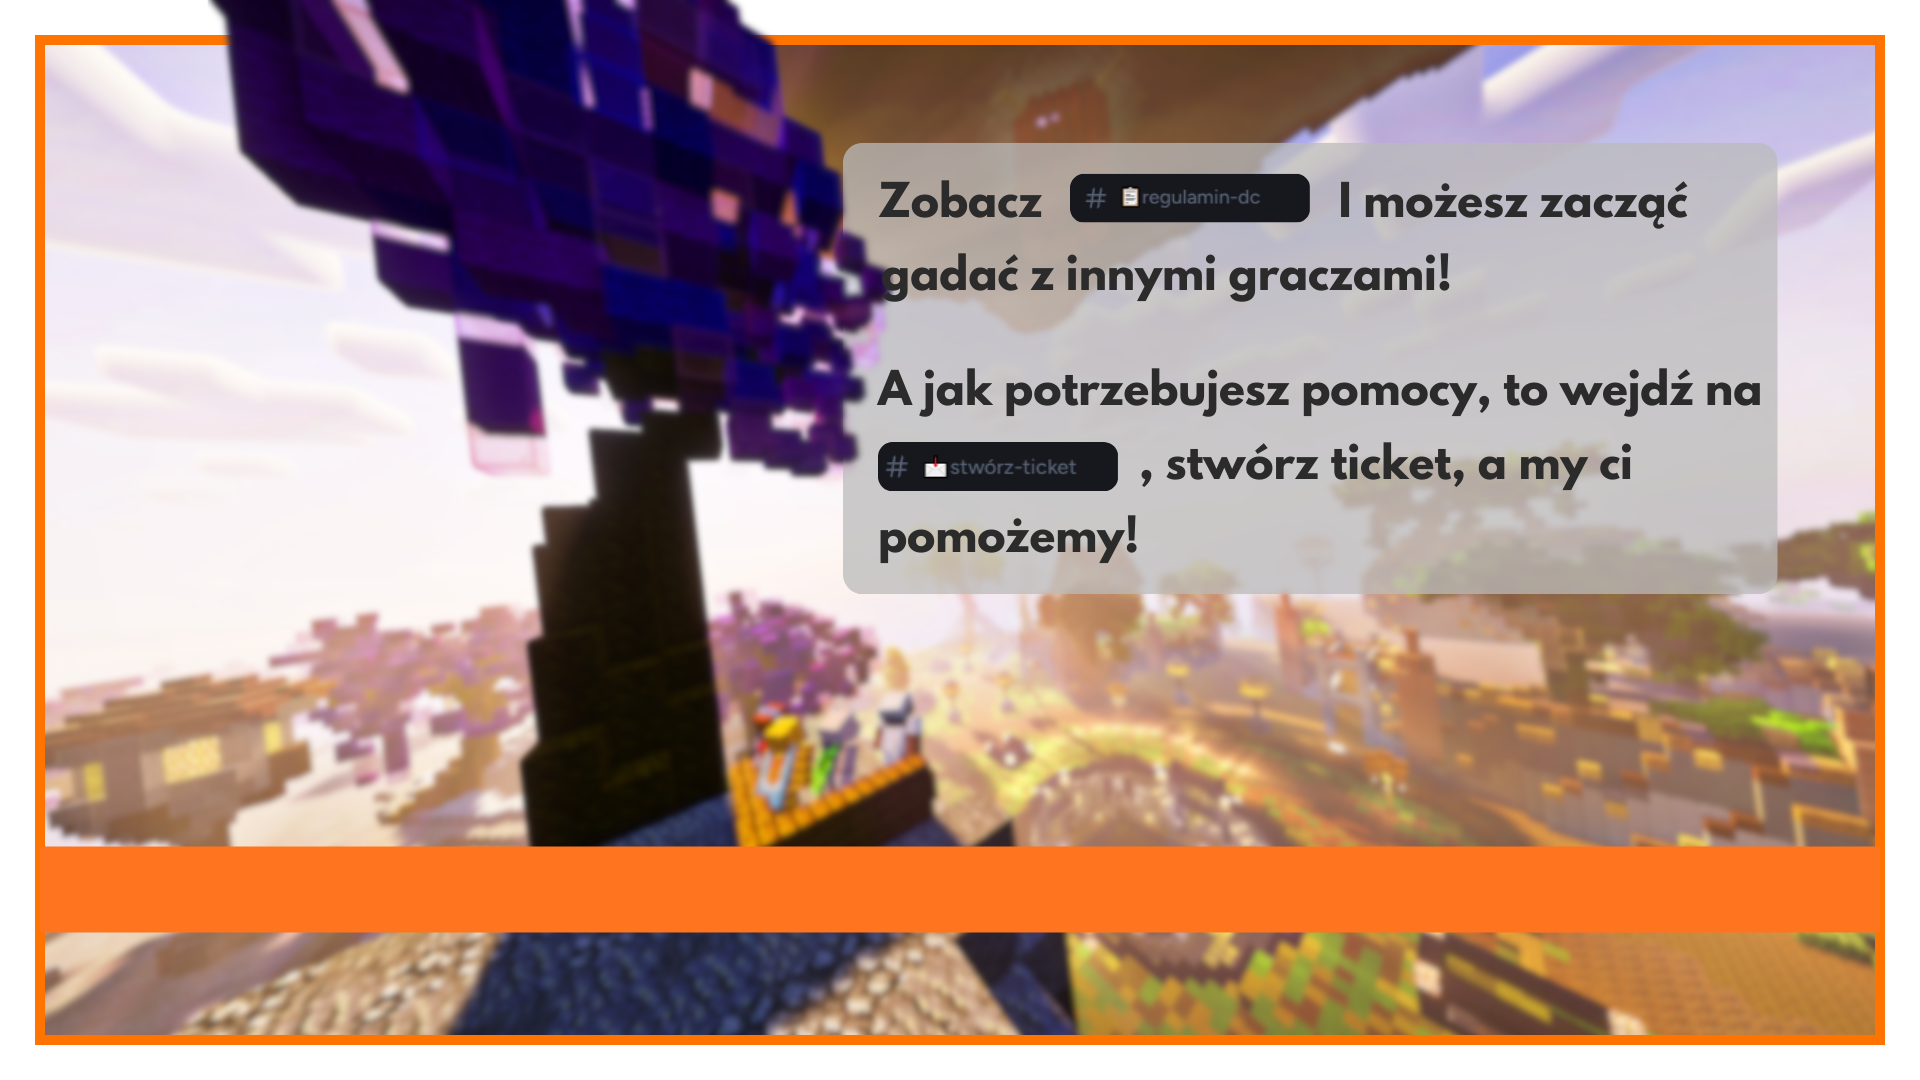 Zobacz # 📋regulamin-dc I możesz zacząć
gadać z innymi graczami!
A jak potrzebujesz pomocy, to wejdź na
# 📩stwórz-ticket , stwórz ticket, a my ci
pomożemy!